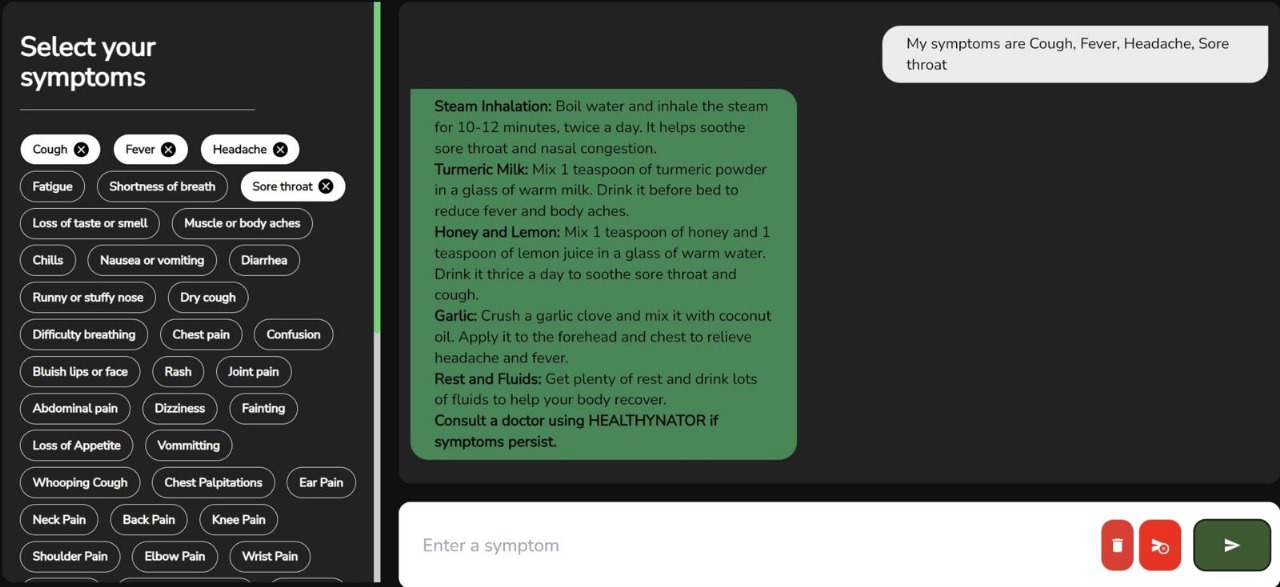 Select your
symptoms
Cough Fever Headache
Fatigue Shortness of breath Sore throat
Loss of taste or smell Muscle or body aches
Chills Nausea or vomiting Diarrhea
Runny or stuffy nose Dry cough
Difficulty breathing Chest pain Confusion
Bluish lips or face Rash Joint pain
Abdominal pain Dizziness Fainting
Loss of Appetite Vommitting
Whooping Cough Chest Palpitations Ear Pain
Neck Pain Back Pain Knee Pain
Shoulder Pain Elbow Pain Wrist Pain
My symptoms are Cough, Fever, Headache, Sore
throat
Steam Inhalation: Boil water and inhale the steam
for 10-12 minutes, twice a day. It helps soothe
sore throat and nasal congestion.
Turmeric Milk: Mix 1 teaspoon of turmeric powder
in a glass of warm milk. Drink it before bed to
reduce fever and body aches.
Honey and Lemon: Mix 1 teaspoon of honey and 1
teaspoon of lemon juice in a glass of warm water.
Drink it thrice a day to soothe sore throat and
cough.
Garlic: Crush a garlic clove and mix it with coconut
oil. Apply it to the forehead and chest to relieve
headache and fever.
Rest and Fluids: Get plenty of rest and drink lots
of fluids to help your body recover.
Consult a doctor using HEALTHYNATOR if
symptoms persist.
Enter a symptom